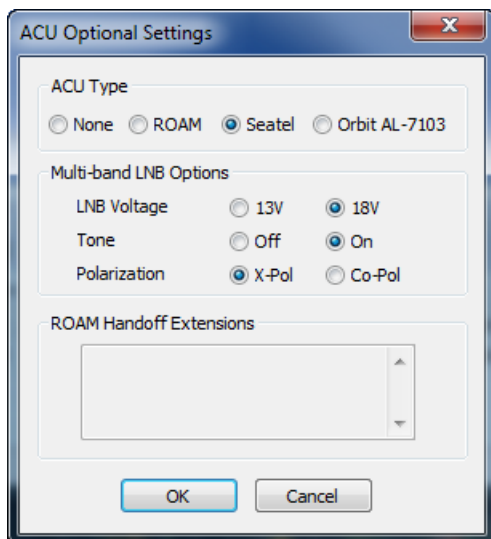 ACU Optional Settings
ACU Type
None ROAM Seatel Orbit AL-7103
Multi-band LNB Options
LNB Voltage 13V 18V
Tone Off On
Polarization X-Pol Co-Pol
ROAM Handoff Extensions
OK Cancel